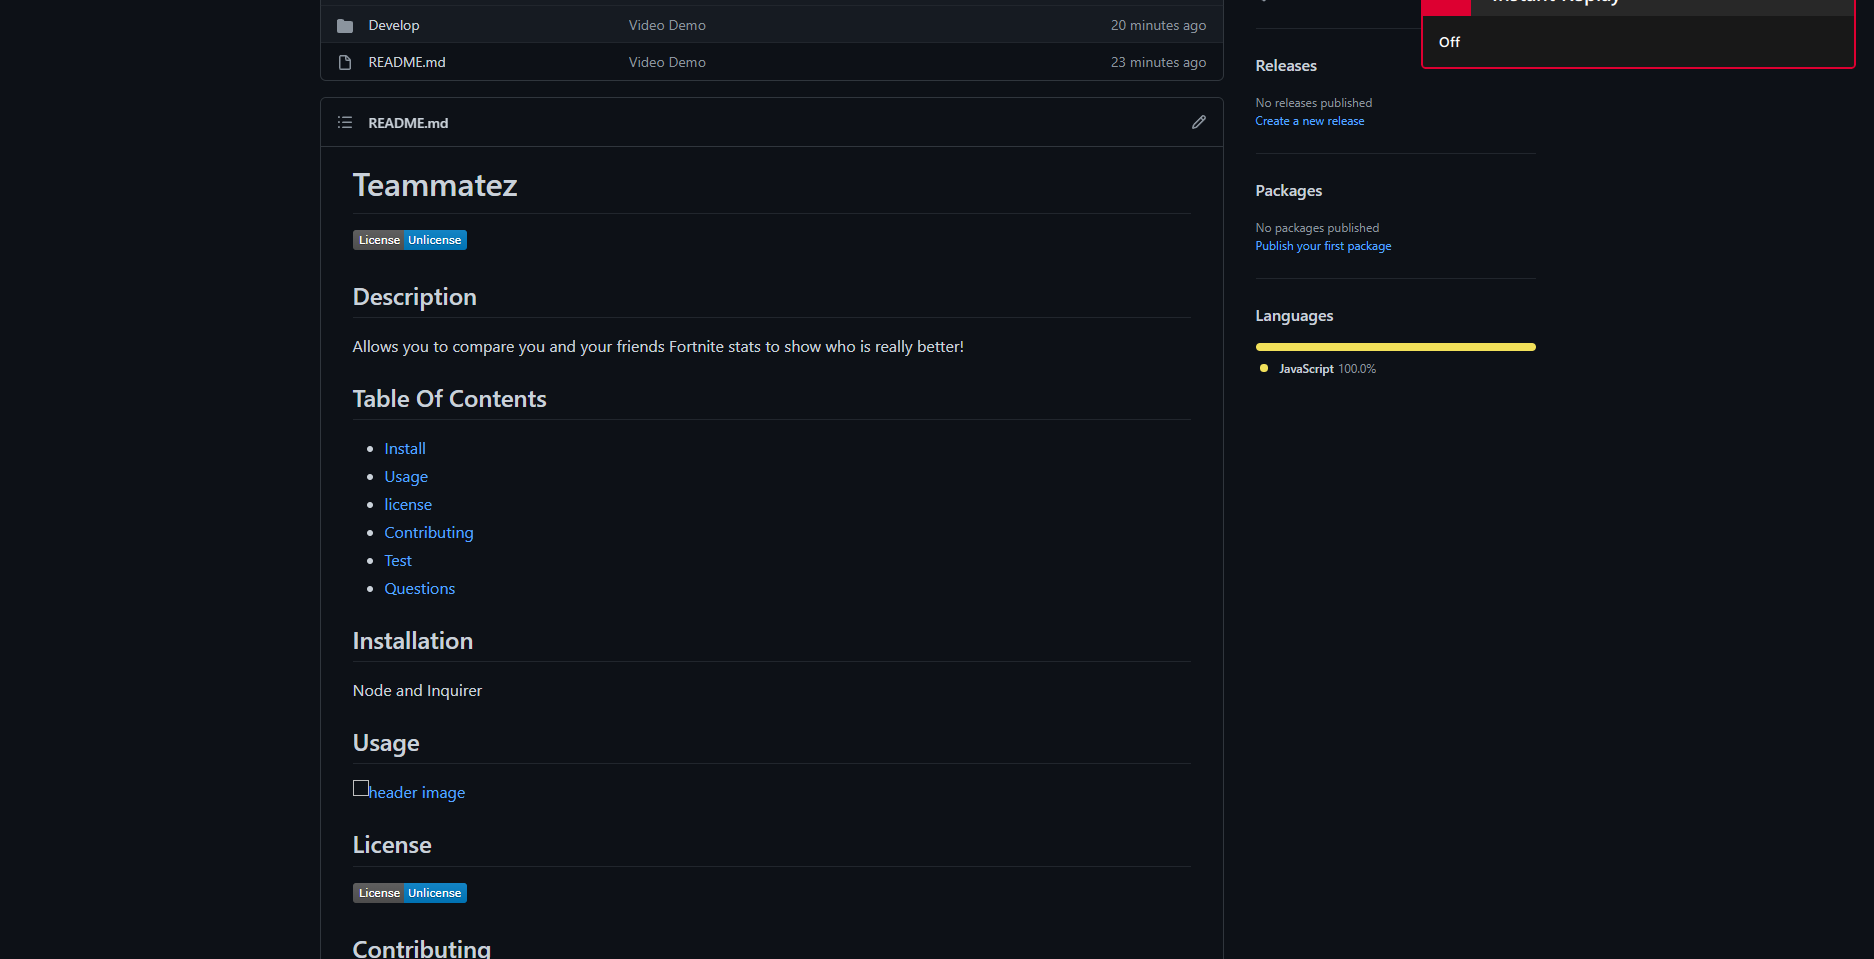 Develop Video Demo 20 minutes ago
README.md Video Demo 23 minutes ago
README.md
Teammatez
License Unlicense
Description
Allows you to compare you and your friends Fortnite stats to show who is really better!
Table Of Contents
Install
Usage
license
Contributing
Test
Questions
Installation
Node and Inquirer
Usage
header image
License
License Unlicense
Contributing
Instant Replay
Off
Releases
No releases published
Create a new release
Packages
No packages published
Publish your first package
Languages
JavaScript 100.0%